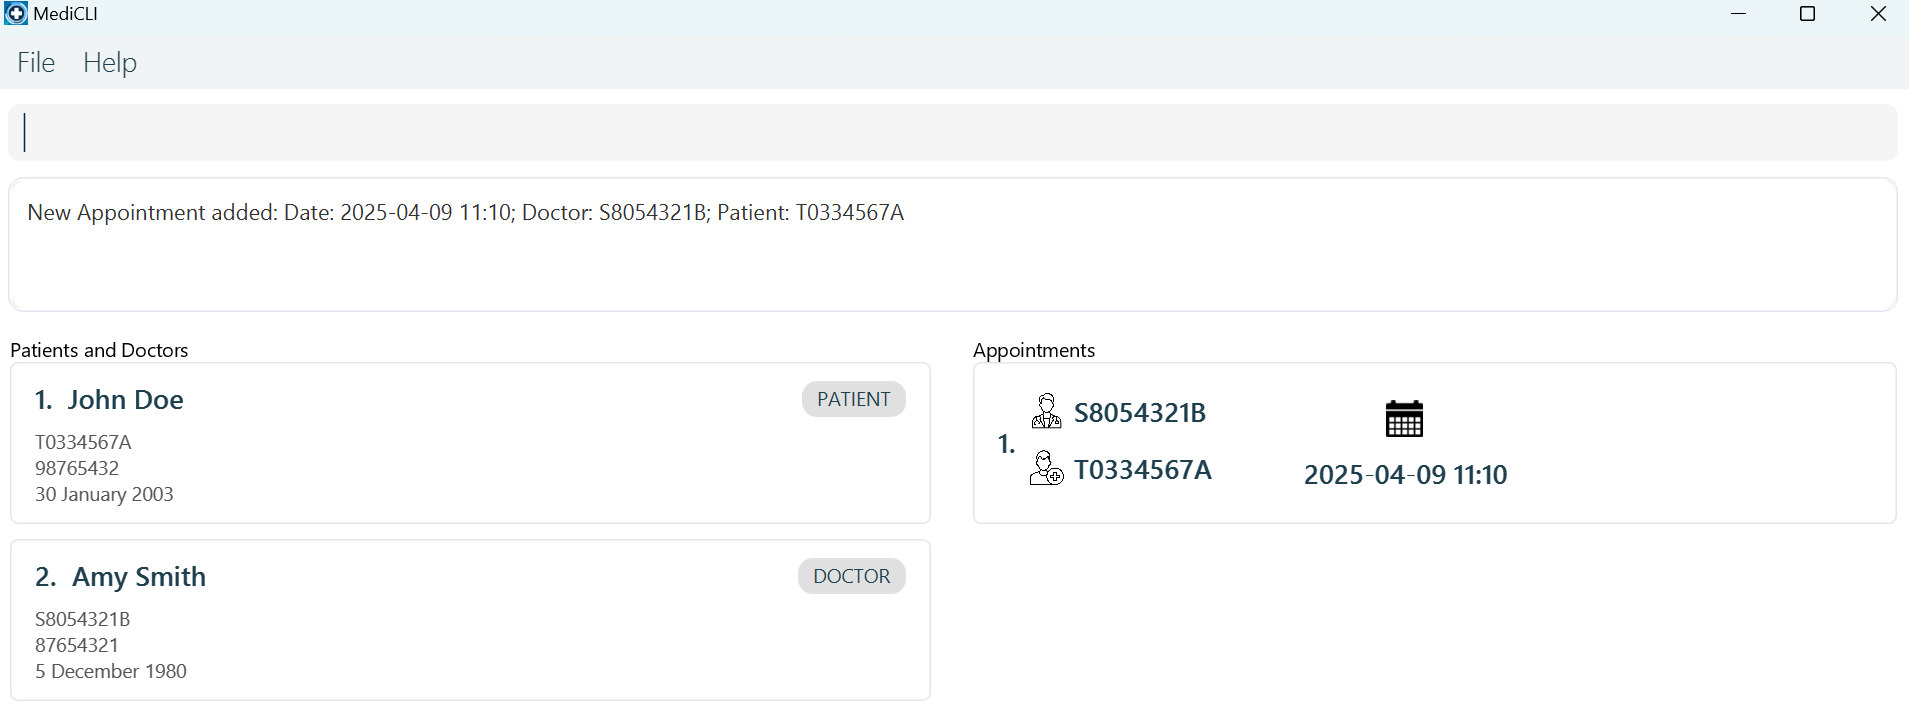 MediCLI
File Help
New Appointment added: Date: 2025-04-09 11:10; Doctor: S8054321B; Patient: T0334567A
Patients and Doctors
1. John Doe
PATIENT
T0334567A
98765432
30 January 2003
2. Amy Smith
DOCTOR
S8054321B
87654321
5 December 1980
Appointments
1.
S8054321B
T0334567A
2025-04-09 11:10